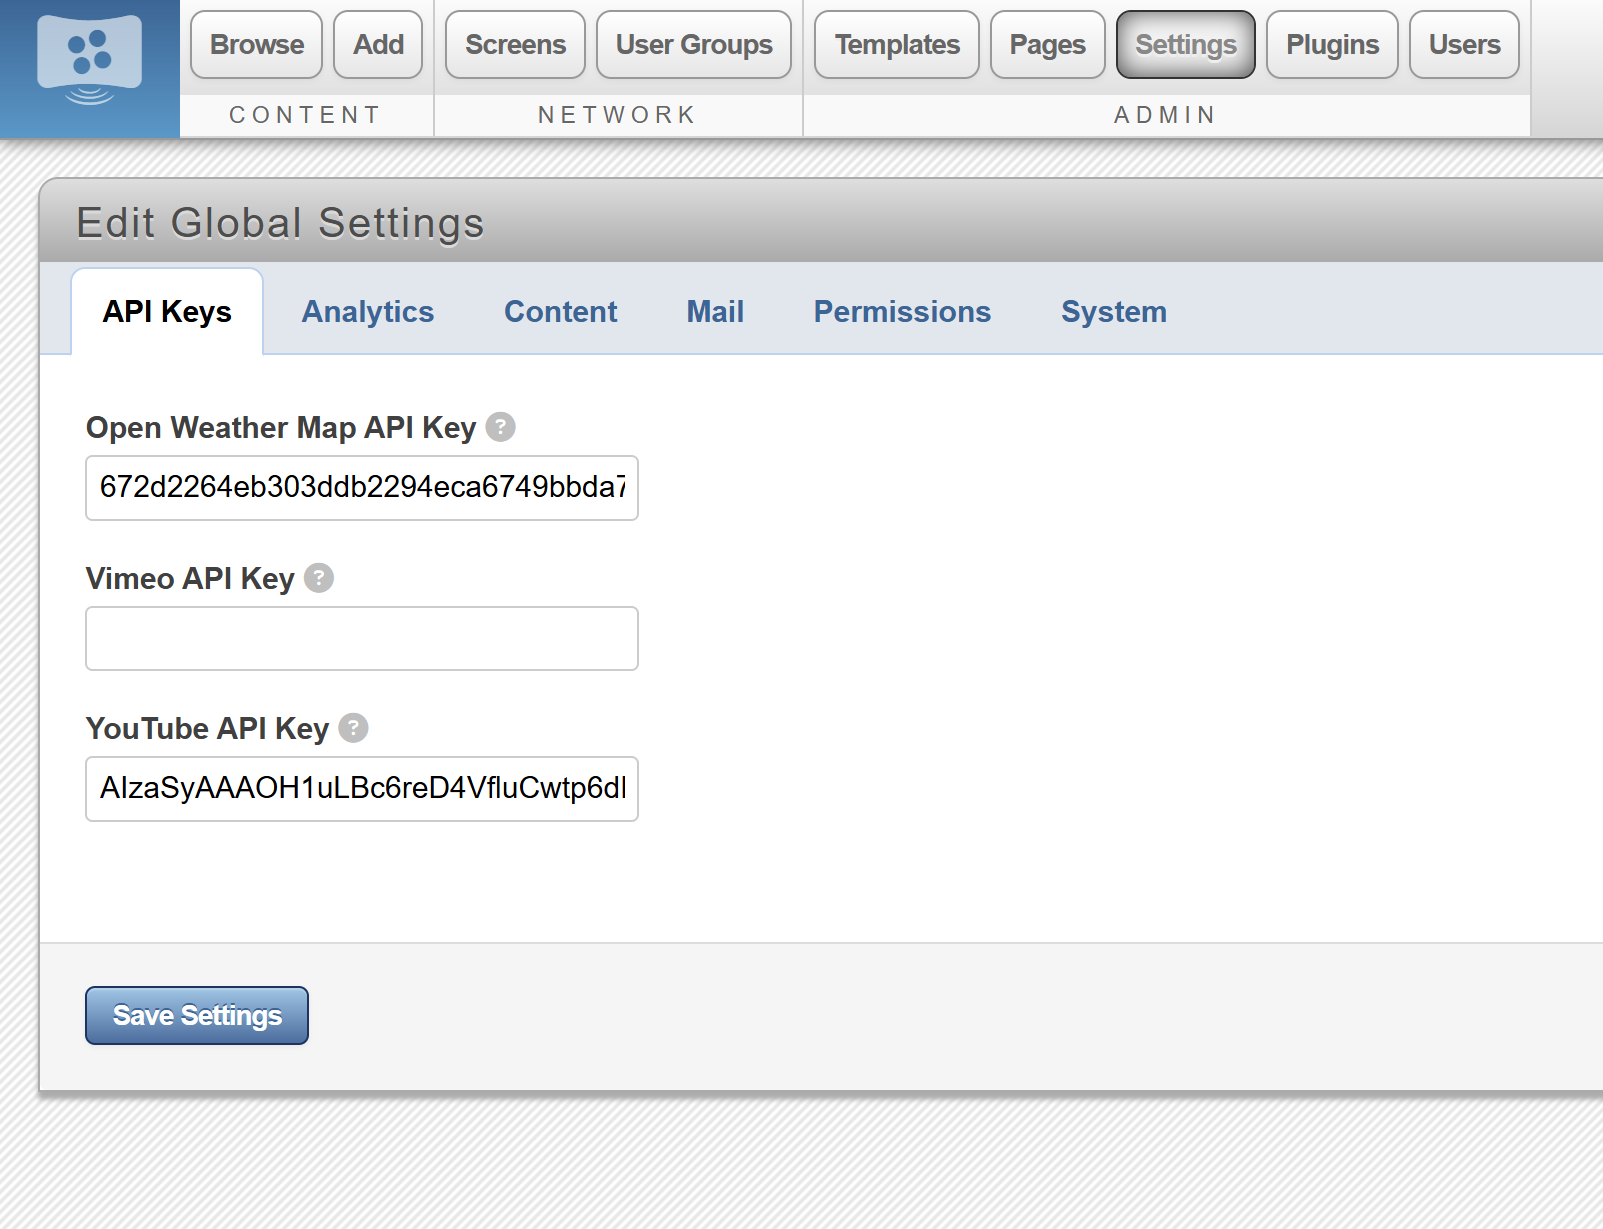 Browse Add Screens User Groups Templates Pages Settings Plugins Users
CONTENT NETWORK ADMIN
Edit Global Settings
API Keys Analytics Content Mail Permissions System
Open Weather Map API Key ?
672d2264eb303ddb2294eca6749bbda7
Vimeo API Key ?
YouTube API Key ?
AIzaSyAAAOH1uLBc6reD4VfluCwtp6dl
Save Settings